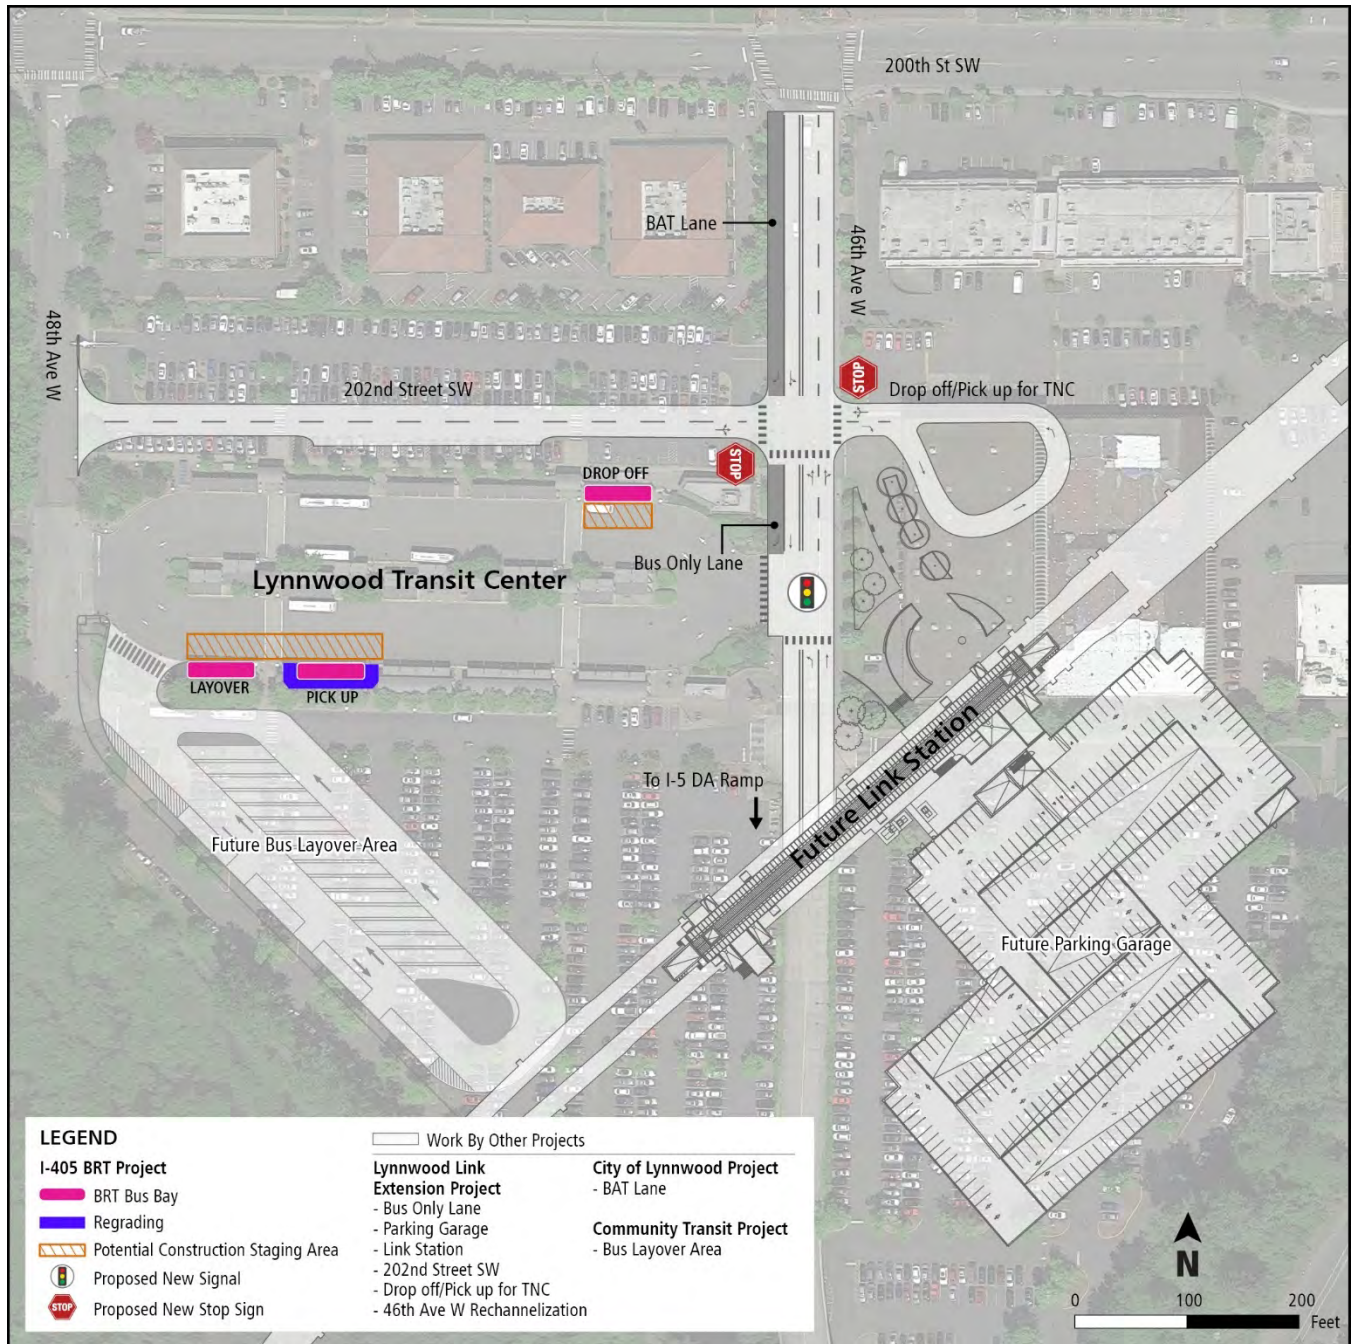 200th St SW
BAT Lane
46th Ave W
48th Ave W
202nd Street SW
STOP
Drop off/Pick up for TNC
STOP
DROP OFF
Bus Only Lane
Lynnwood Transit Center
LAYOVER
PICK UP
To I-5 DA Ramp
Future Link Station
Future Bus Layover Area
Future Parking Garage
LEGEND
I-405 BRT Project
BRT Bus Bay
Regrading
Potential Construction Staging Area
Proposed New Signal
STOP
Proposed New Stop Sign
Work By Other Projects
Lynnwood Link
Extension Project
- Bus Only Lane
- Parking Garage
- Link Station
- 202nd Street SW
- Drop off/Pick up for TNC
- 46th Ave W Rechannelization
City of Lynnwood Project
- BAT Lane
Community Transit Project
- Bus Layover Area
N
0 100 200
Feet